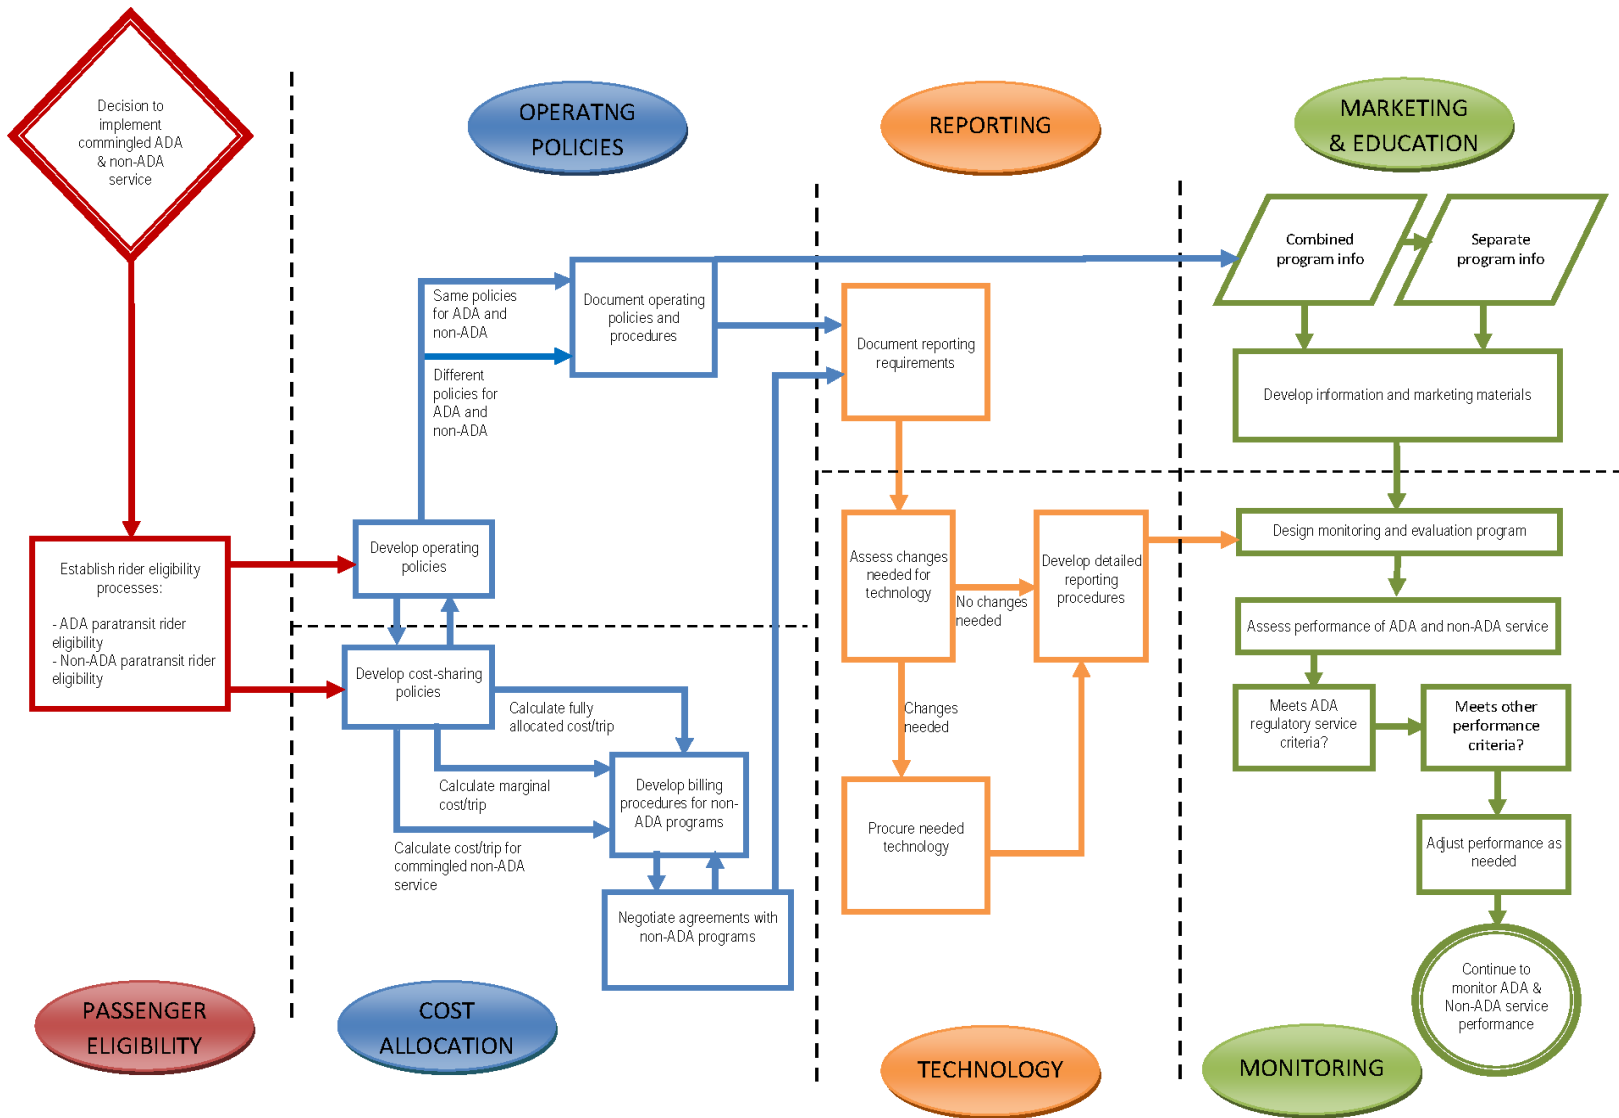 Decision to
implement
commingled ADA
& non-ADA
service
OPERATNG
POLICIES
REPORTING
MARKETING
& EDUCATION
Combined
program info
Separate
program info
Same policies
for ADA and
non-ADA
Document operating
policies and
procedures
Document reporting
requirements
Different
policies for
ADA and
non-ADA
Develop information and marketing materials
Establish rider eligibility
processes:
- ADA paratransit rider
eligibility
- Non-ADA paratransit rider
eligibility
Develop operating
policies
Develop cost-sharing
policies
Calculate fully
allocated cost/trip
Calculate marginal
cost/trip
Calculate cost/trip for
commingled non-ADA
service
Develop billing
procedures for non-
ADA programs
Negotiate agreements with
non-ADA programs
Assess changes
needed for
technology
No changes
needed
Develop detailed
reporting
procedures
Changes
needed
Procure needed
technology
Design monitoring and evaluation program
Assess performance of ADA and non-ADA service
Meets ADA
regulatory service
criteria?
Meets other
performance
criteria?
Adjust performance as
needed
Continue to
monitor ADA &
Non-ADA service
performance
PASSENGER
ELIGIBILITY
COST
ALLOCATION
TECHNOLOGY
MONITORING